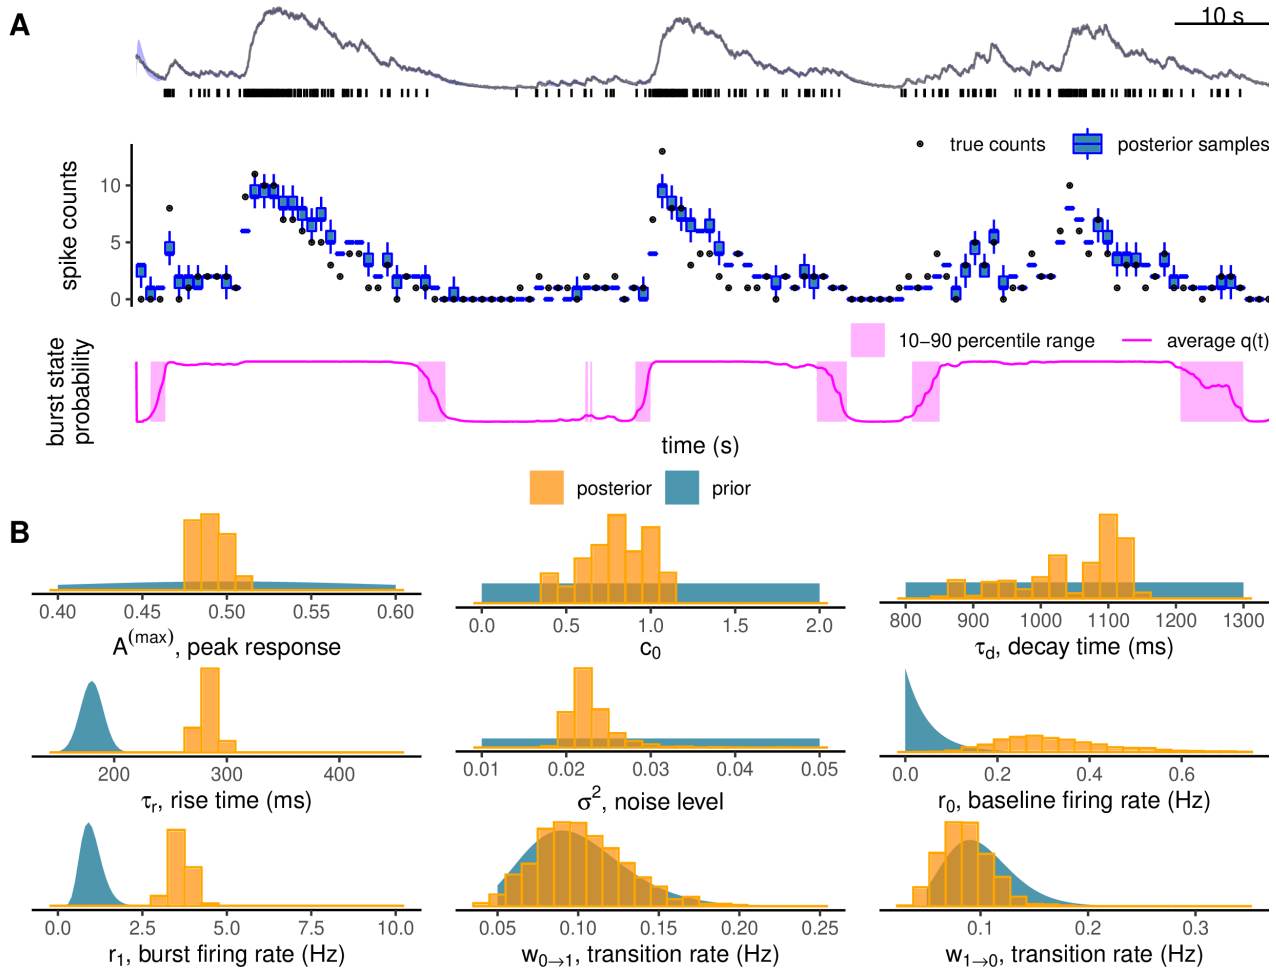 A
10 s
true counts
posterior samples
spike counts
10
5
0
10−90 percentile range
average q(t)
burst state
probability
time (s)
posterior
prior
B
0.40 0.45 0.50 0.55 0.60
A(max), peak response
0.0 0.5 1.0 1.5 2.0
c0
800 900 1000 1100 1200 1300
τd, decay time (ms)
200 300 400
τr, rise time (ms)
0.01 0.02 0.03 0.04 0.05
σ2, noise level
0.0 0.2 0.4 0.6
r0, baseline firing rate (Hz)
0.0 2.5 5.0 7.5 10.0
r1, burst firing rate (Hz)
0.05 0.10 0.15 0.20 0.25
w0→1, transition rate (Hz)
0.1 0.2 0.3
w1→0, transition rate (Hz)